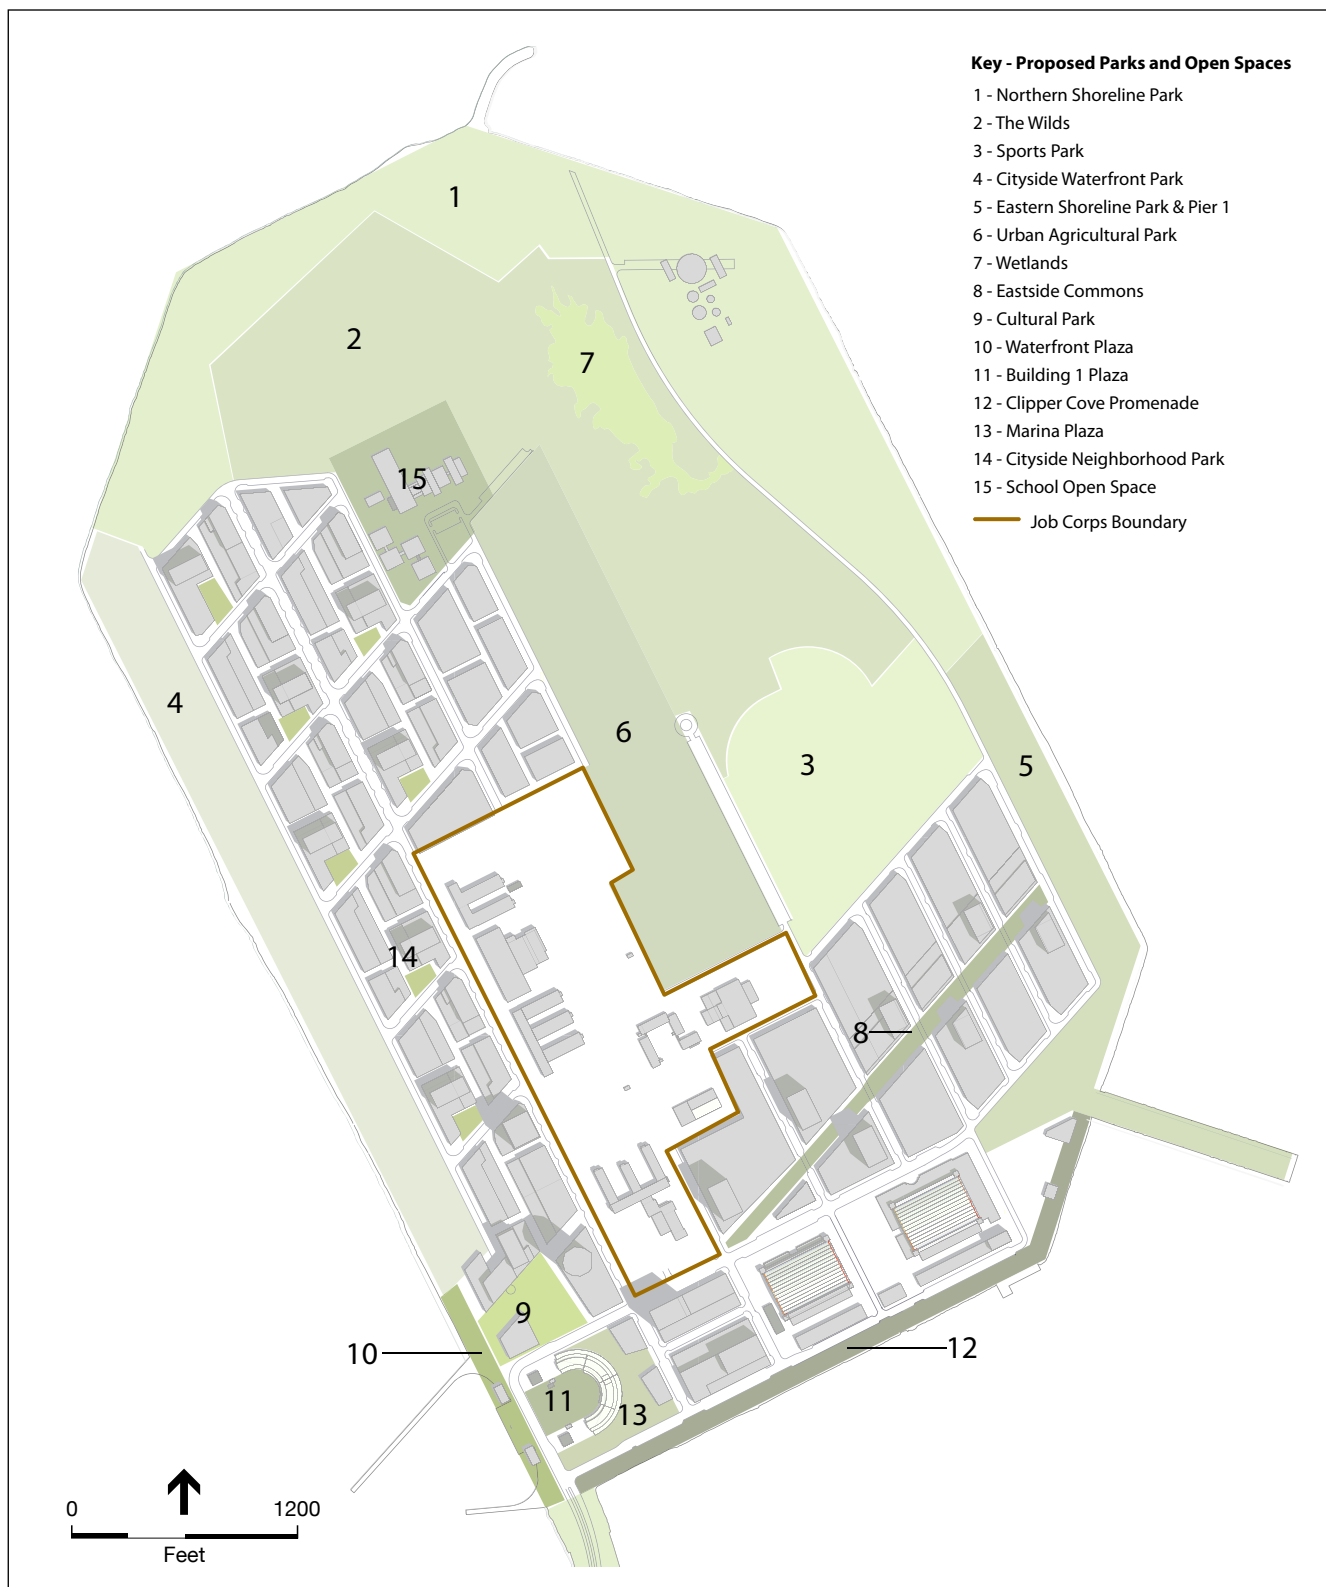 Key - Proposed Parks and Open Spaces
1 - Northern Shoreline Park
2 - The Wilds
3 - Sports Park
4 - Cityside Waterfront Park
5 - Eastern Shoreline Park & Pier 1
6 - Urban Agricultural Park
7 - Wetlands
8 - Eastside Commons
9 - Cultural Park
10 - Waterfront Plaza
11 - Building 1 Plaza
12 - Clipper Cove Promenade
13 - Marina Plaza
14 - Cityside Neighborhood Park
15 - School Open Space
Job Corps Boundary
1
2
7
15
4
6
3
5
14
8
9
10
12
11
13
0 1200
Feet